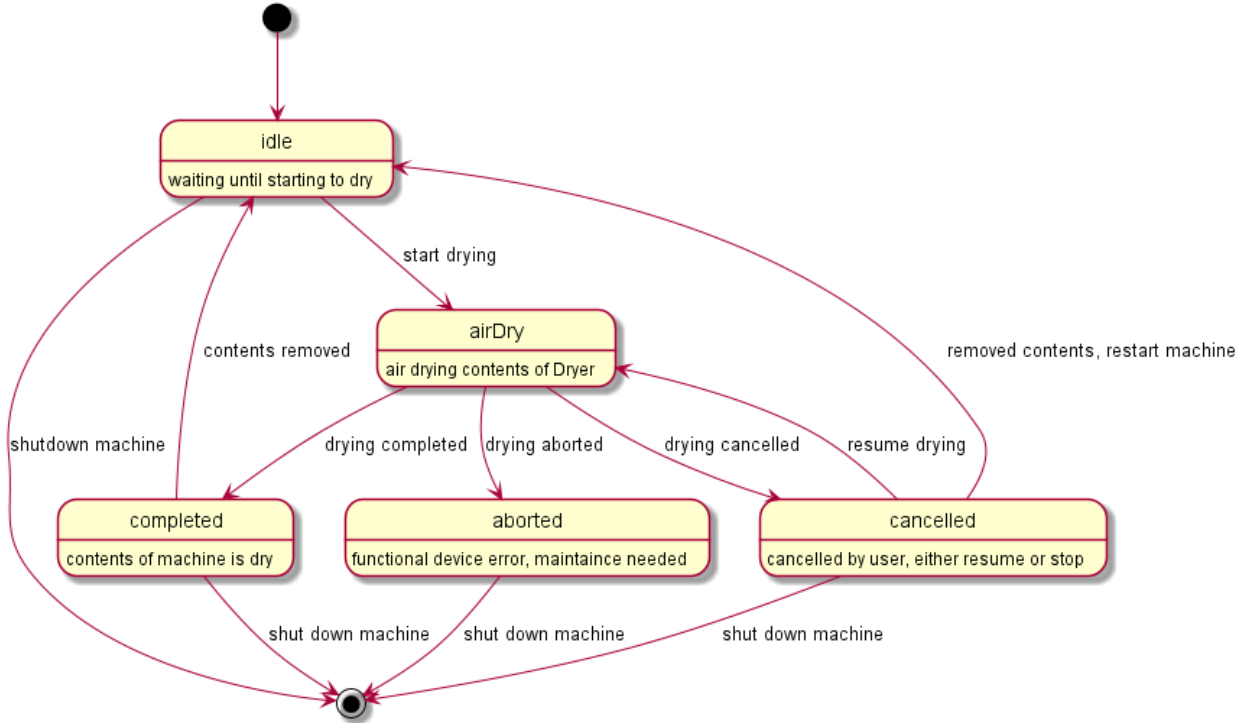 idle
waiting until starting to dry
start drying
airDry
air drying contents of Dryer
contents removed
removed contents, restart machine
shutdown machine
drying completed
drying aborted
drying cancelled
resume drying
completed
contents of machine is dry
aborted
functional device error, maintaince needed
cancelled
cancelled by user, either resume or stop
shut down machine
shut down machine
shut down machine